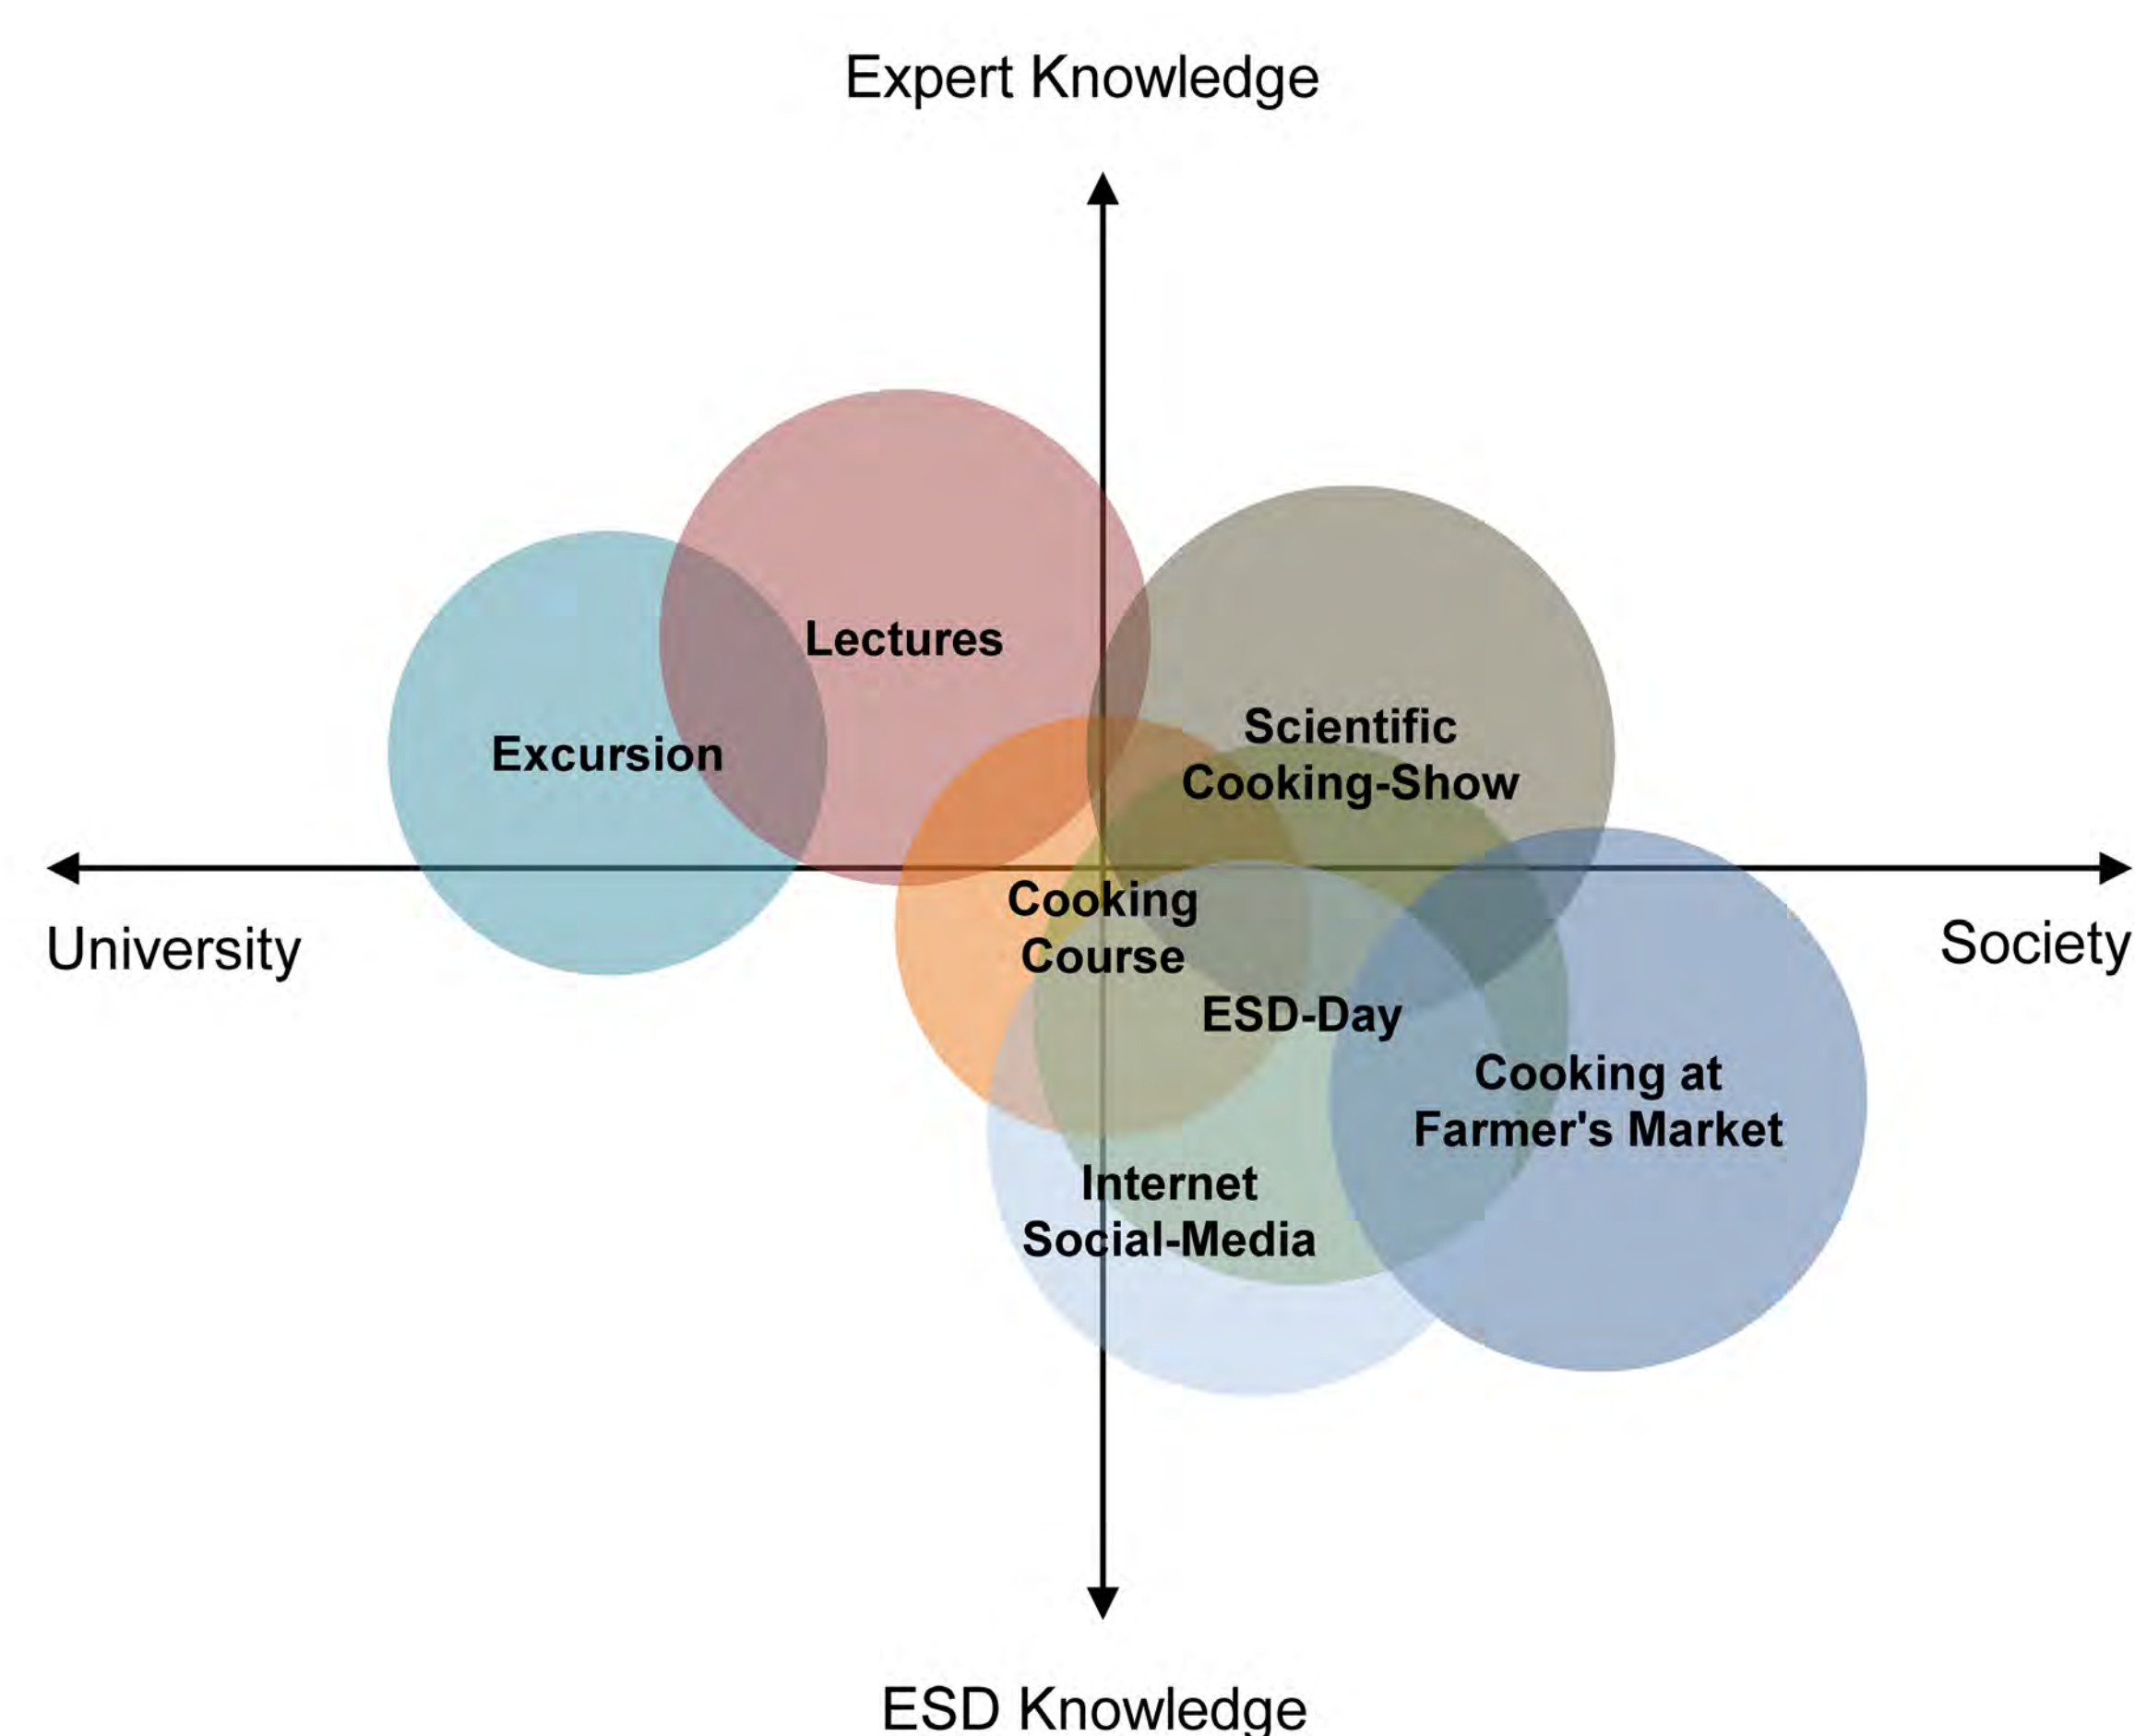 Expert Knowledge
Lectures
Excursion
Scientific
Cooking-Show
Cooking
Course
University
Society
ESD-Day
Cooking at
Farmer's Market
Internet
Social-Media
ESD Knowledge